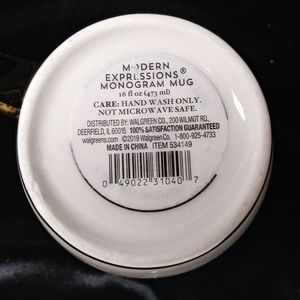 MODERN
EXPRESSIONS®
MONOGRAM MUG
16 fl oz (473 ml)
CARE: HAND WASH ONLY.
NOT MICROWAVE SAFE.
DISTRIBUTED BY: WALGREEN CO., 200 WILMOT RD.,
DEERFIELD, IL 60015 100% SATISFACTION GUARANTEED
walgreens.com ©2019 Walgreen Co. 1-800-925-4733
MADE IN CHINA ITEM 534149
0 49022 31040 7